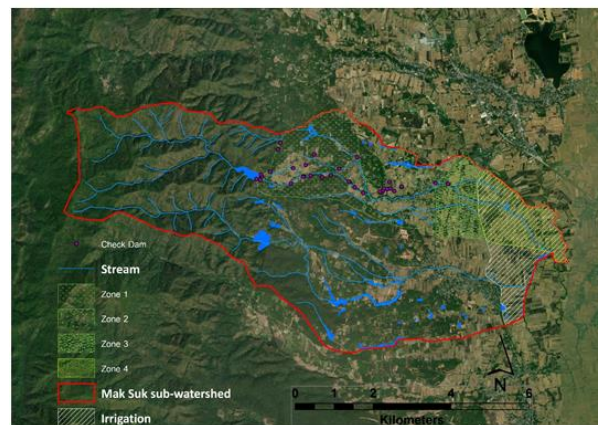 Check Dam
Stream
Zone 1
Zone 2
Zone 3
Zone 4
Mak Suk sub-watershed
Irrigation
N
0 1 2 4 6
Kilometers